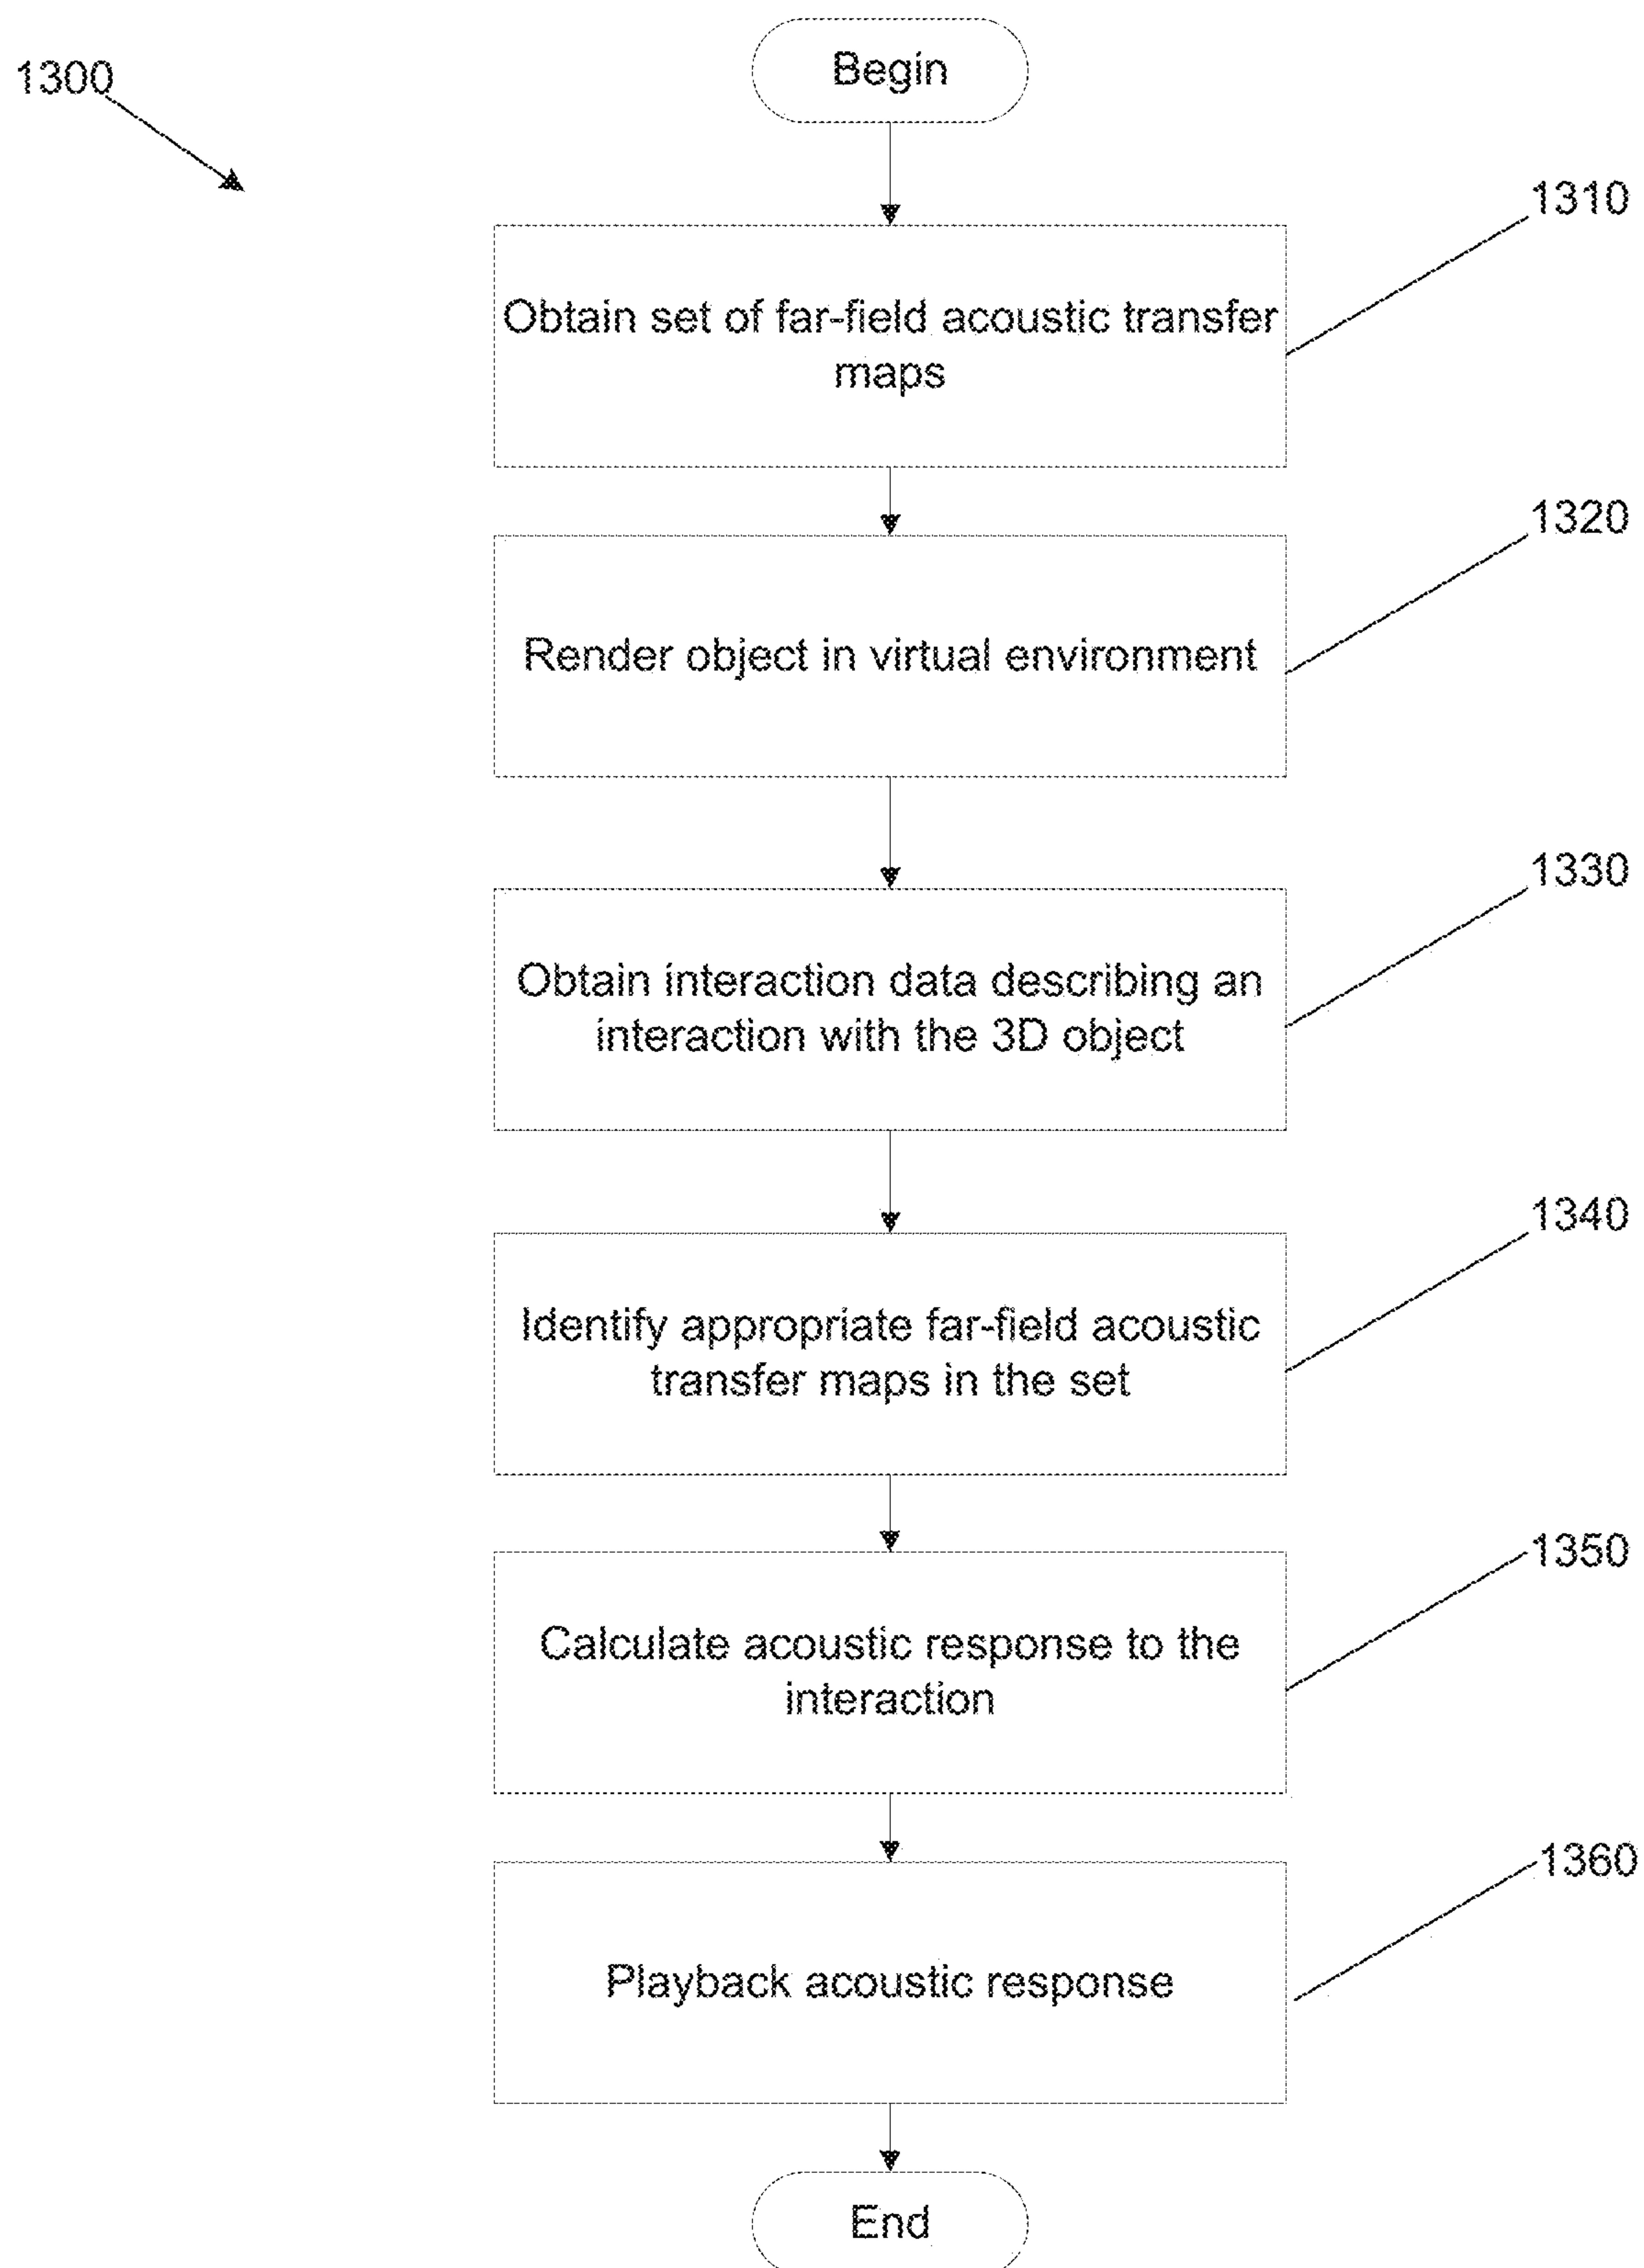 1300
Begin
1310
Obtain set of far-field acoustic transfer
maps
1320
Render object in virtual environment
1330
Obtain interaction data describing an
interaction with the 3D object
1340
Identify appropriate far-field acoustic
transfer maps in the set
1350
Calculate acoustic response to the
interaction
1360
Playback acoustic response
End